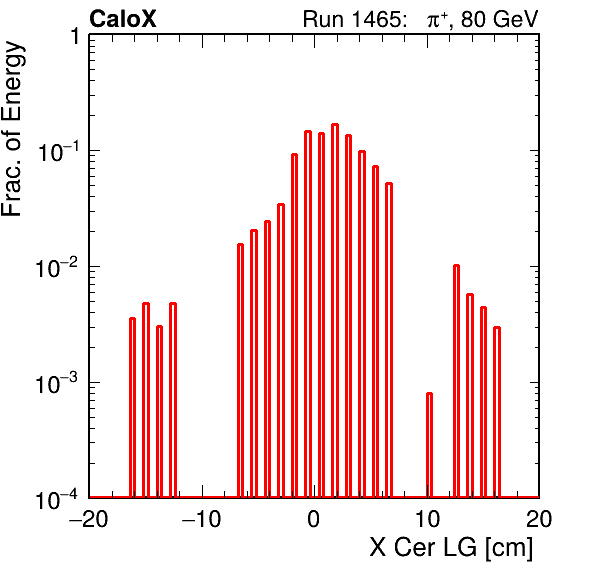 CaloX Run 1465: π⁺, 80 GeV
Frac. of Energy
1
10⁻¹
10⁻²
10⁻³
10⁻⁴
−20 −10 0 10 20
X Cer LG [cm]